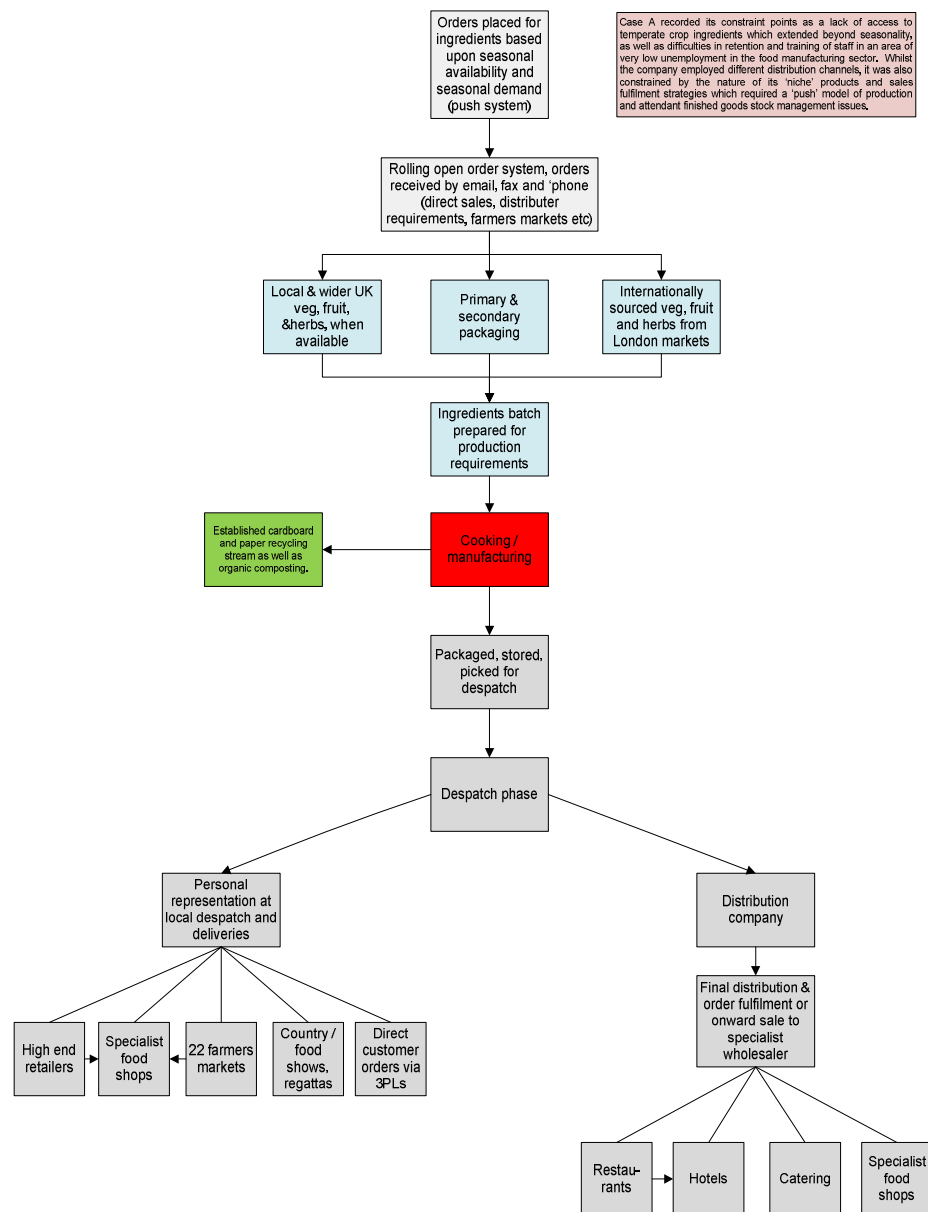 Orders placed for
ingredients based
upon seasonal
availability and
seasonal demand
(push system)
Case A recorded its constraint points as a lack of access to
temperate crop ingredients which extended beyond seasonality,
as well as difficulties in retention and training of staff in an area of
very low unemployment in the food manufacturing sector. Whilst
the company employed different distribution channels, it was also
constrained by the nature of its 'niche' products and sales
fulfilment strategies which required a 'push' model of production
and attendant finished goods stock management issues.
Rolling open order system, orders
received by email, fax and 'phone
(direct sales, distributer
requirements, farmers markets etc)
Local & wider UK
veg, fruit,
&herbs, when
available
Primary &
secondary
packaging
Internationally
sourced veg, fruit
and herbs from
London markets
Ingredients batch
prepared for
production
requirements
Established cardboard
and paper recycling
stream as well as
organic composting.
Cooking /
manufacturing
Packaged, stored,
picked for
despatch
Despatch phase
Personal
representation at
local despatch and
deliveries
Distribution
company
High end
retailers
Specialist
food
shops
22 farmers
markets
Country /
food
shows,
regattas
Direct
customer
orders via
3PLs
Final distribution &
order fulfilment or
onward sale to
specialist
wholesaler
Restau-
rants
Hotels
Catering
Specialist
food
shops